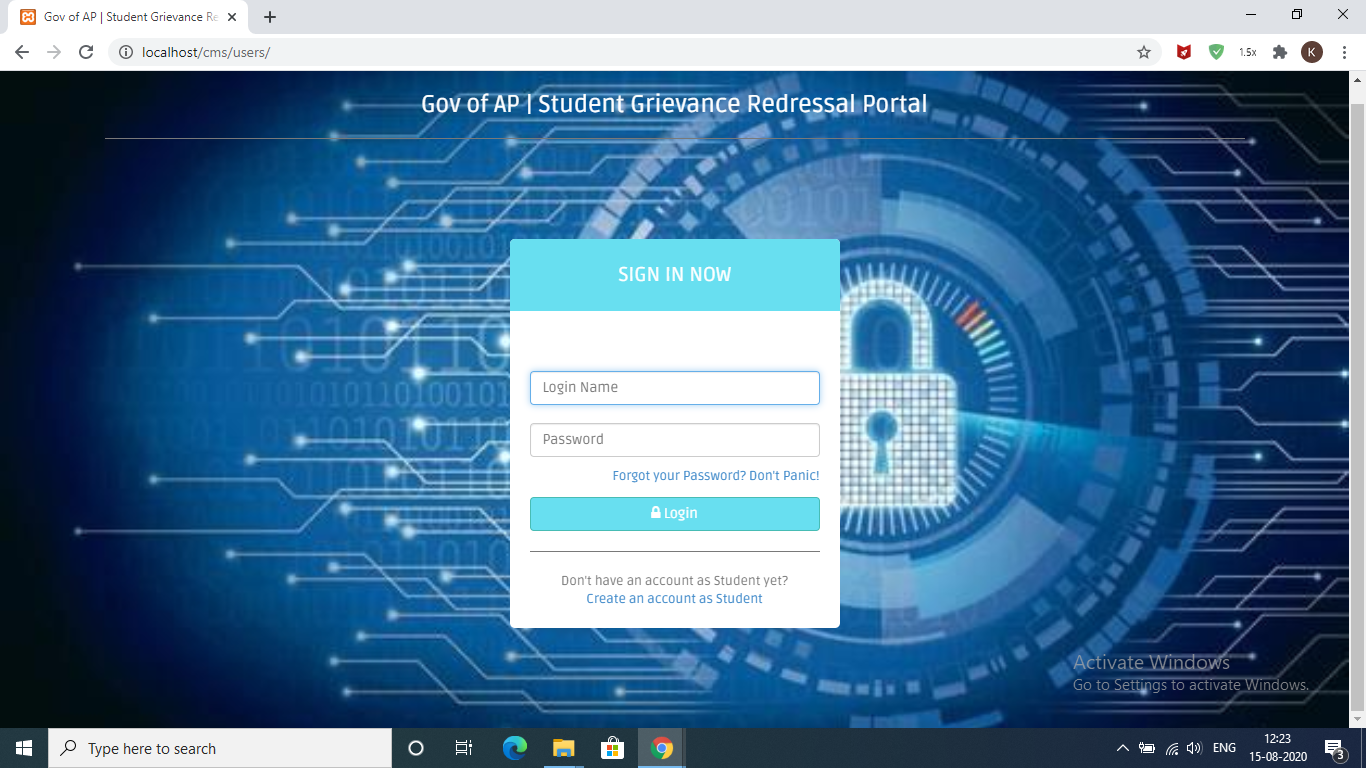 Gov of AP | Student Grievance Re
localhost/cms/users/
1.5x
K
Gov of AP | Student Grievance Redressal Portal
SIGN IN NOW
Login Name
Password
Forgot your Password? Don't Panic!
Login
Don't have an account as Student yet?
Create an account as Student
Activate Windows
Go to Settings to activate Windows.
Type here to search
ENG
12:23
15-08-2020
3